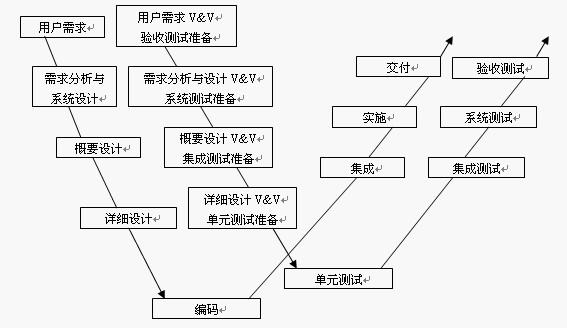 用户需求
用户需求 V&V
验收测试准备
交付
验收测试
需求分析与
系统设计
需求分析与设计 V&V
系统测试准备
实施
系统测试
概要设计
概要设计 V&V
集成测试准备
集成
集成测试
详细设计
详细设计 V&V
单元测试准备
单元测试
编码